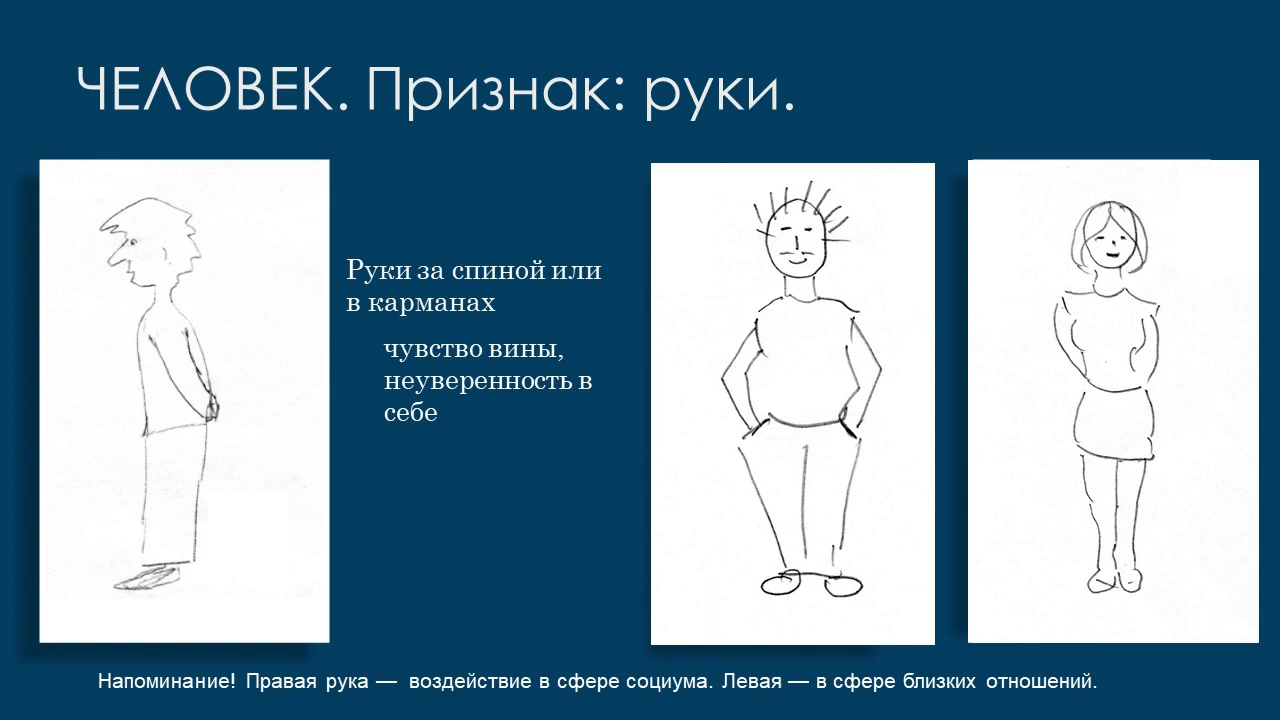 ЧЕЛОВЕК. Признак: руки.
Руки за спиной или
в карманах
чувство вины,
неуверенность в
себе
Напоминание! Правая рука — воздействие в сфере социума. Левая — в сфере близких отношений.